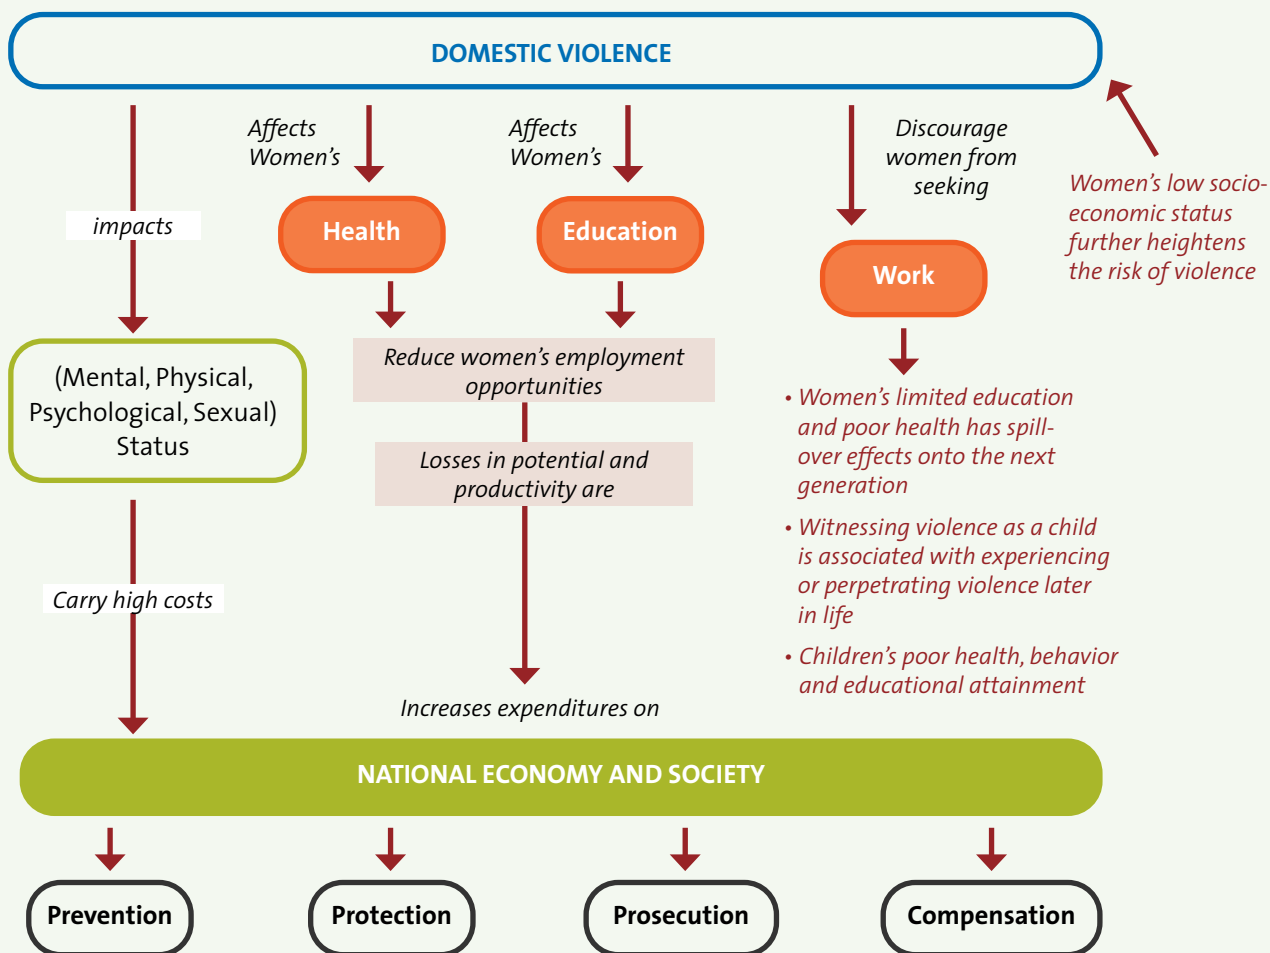 DOMESTIC VIOLENCE
Affects
Women’s
Affects
Women’s
Discourage
women from
seeking
Women’s low socio-
economic status
further heightens
the risk of violence
impacts
Health
Education
Work
(Mental, Physical,
Psychological, Sexual)
Status
Reduce women’s employment
opportunities
Losses in potential and
productivity are
• Women’s limited education
and poor health has spill-
over effects onto the next
generation
• Witnessing violence as a child
is associated with experiencing
or perpetrating violence later
in life
• Children’s poor health, behavior
and educational attainment
Carry high costs
Increases expenditures on
NATIONAL ECONOMY AND SOCIETY
Prevention
Protection
Prosecution
Compensation